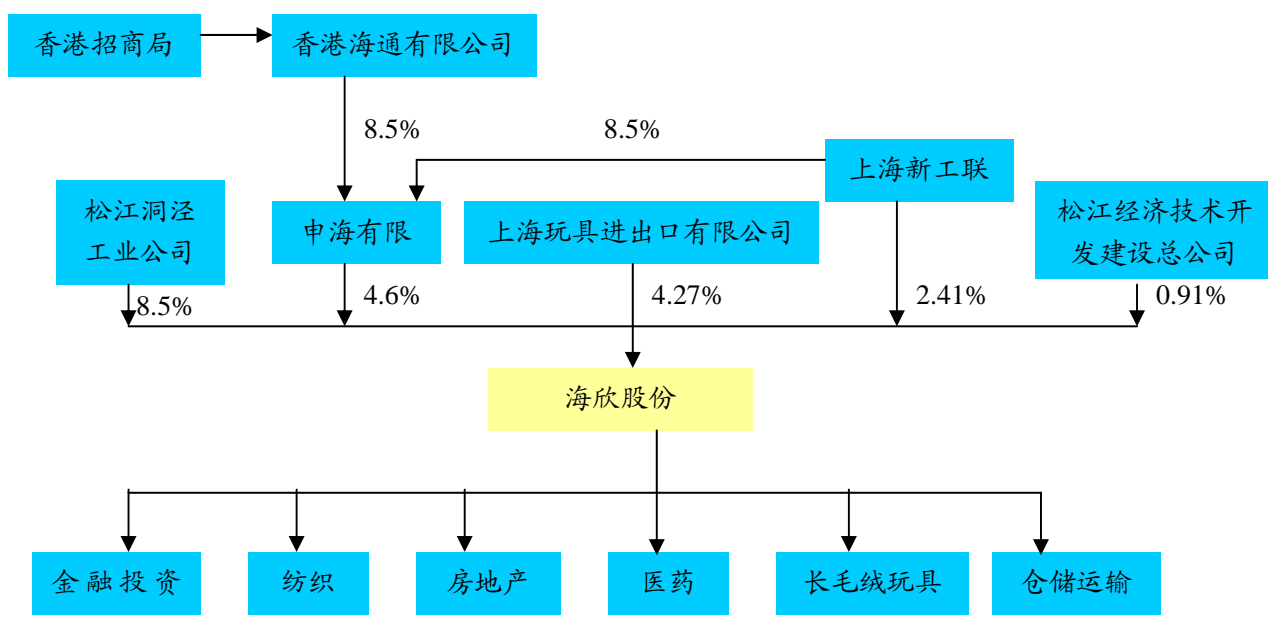 香港招商局
香港海通有限公司
8.5%
8.5%
上海新工联
松江洞泾
工业公司
申海有限
上海玩具进出口有限公司
松江经济技术开
发建设总公司
8.5%
4.6%
4.27%
2.41%
0.91%
海欣股份
金融投资
纺织
房地产
医药
长毛绒玩具
仓储运输